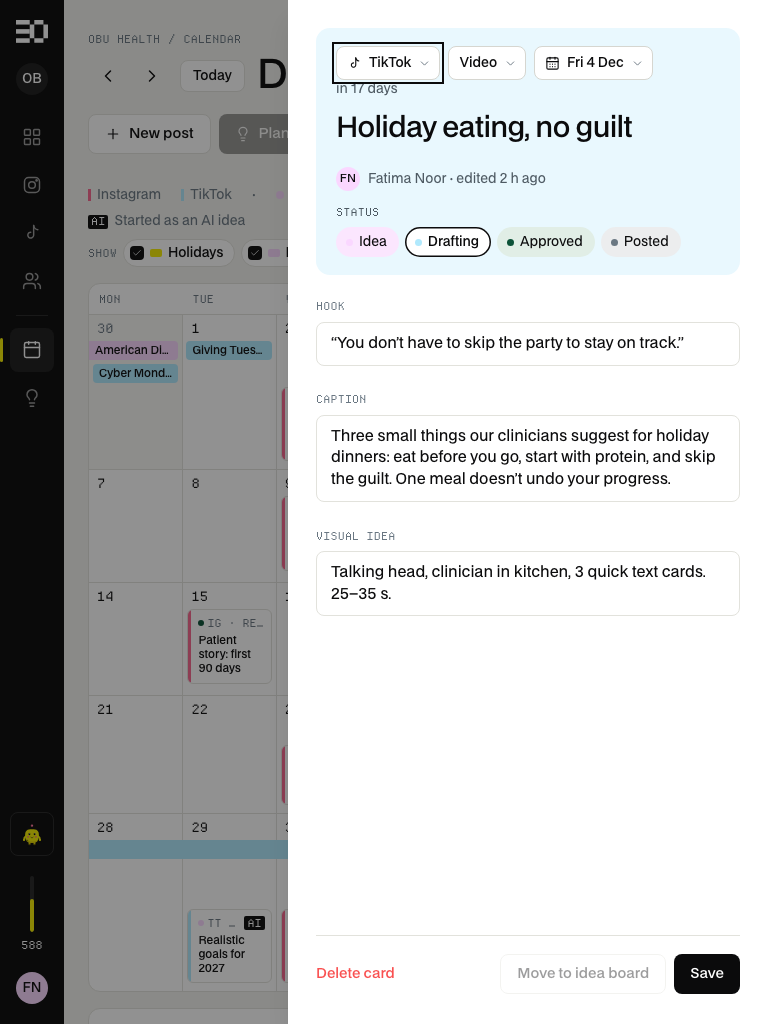 OBU HEALTH / CALENDAR
OB
Today
D
New post
Plan
Instagram
TikTok
·
AI Started as an AI idea
SHOW
Holidays
MON
TUE
30
1
American Di…
Giving Tues…
Cyber Mond…
7
8
14
15
IG · RE…
Patient
story: first
90 days
21
22
28
29
TT … AI
Realistic
goals for
2027
588
FN
TikTok
Video
Fri 4 Dec
in 17 days
Holiday eating, no guilt
FN Fatima Noor · edited 2 h ago
STATUS
Idea
Drafting
Approved
Posted
HOOK
“You don’t have to skip the party to stay on track.”
CAPTION
Three small things our clinicians suggest for holiday
dinners: eat before you go, start with protein, and skip
the guilt. One meal doesn’t undo your progress.
VISUAL IDEA
Talking head, clinician in kitchen, 3 quick text cards.
25–35 s.
Delete card
Move to idea board
Save